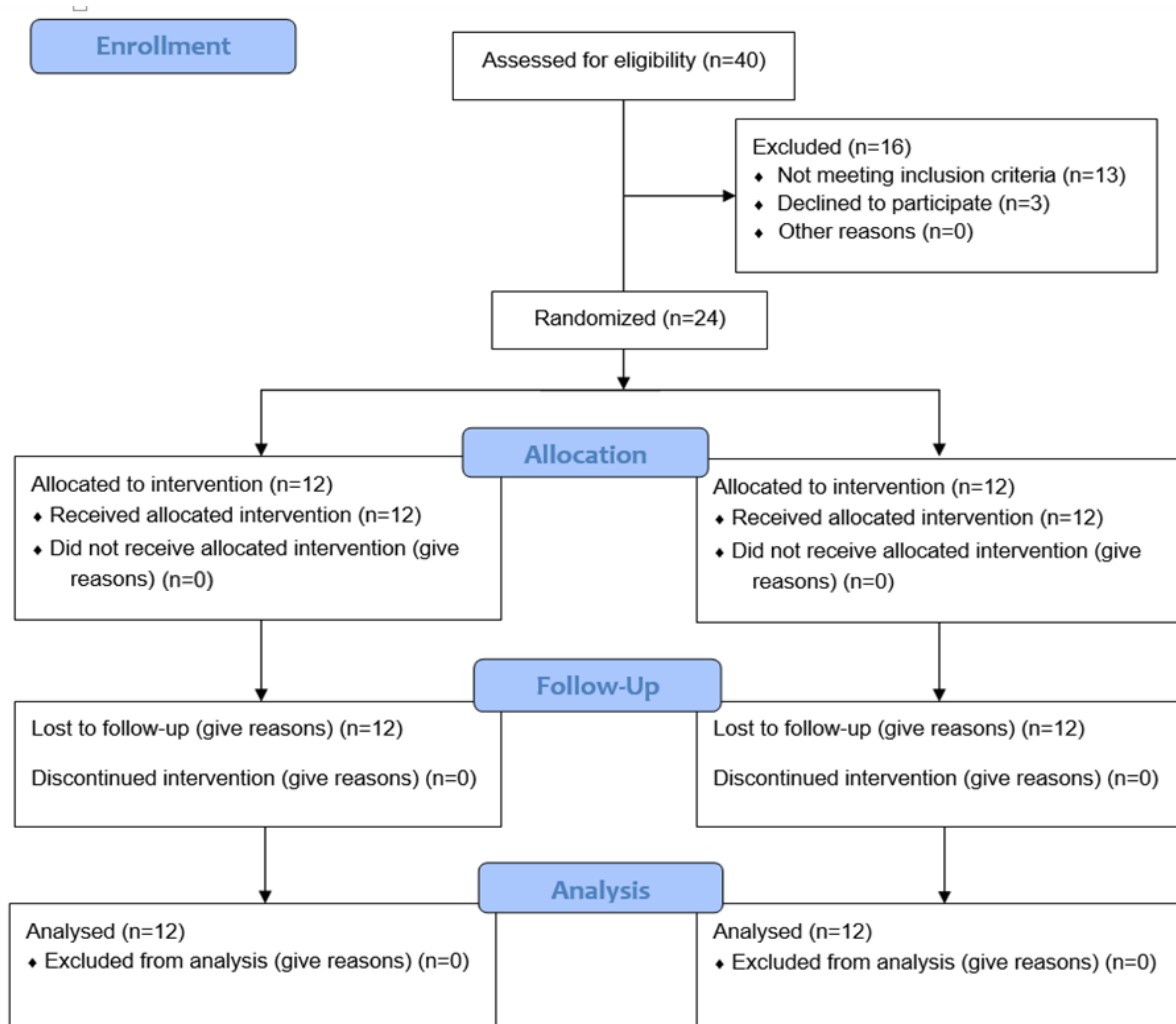 Enrollment
Assessed for eligibility (n=40)
Excluded (n=16)
♦ Not meeting inclusion criteria (n=13)
♦ Declined to participate (n=3)
♦ Other reasons (n=0)
Randomized (n=24)
Allocation
Allocated to intervention (n=12)
♦ Received allocated intervention (n=12)
♦ Did not receive allocated intervention (give
reasons) (n=0)
Allocated to intervention (n=12)
♦ Received allocated intervention (n=12)
♦ Did not receive allocated intervention (give
reasons) (n=0)
Follow-Up
Lost to follow-up (give reasons) (n=12)
Discontinued intervention (give reasons) (n=0)
Lost to follow-up (give reasons) (n=12)
Discontinued intervention (give reasons) (n=0)
Analysis
Analysed (n=12)
♦ Excluded from analysis (give reasons) (n=0)
Analysed (n=12)
♦ Excluded from analysis (give reasons) (n=0)